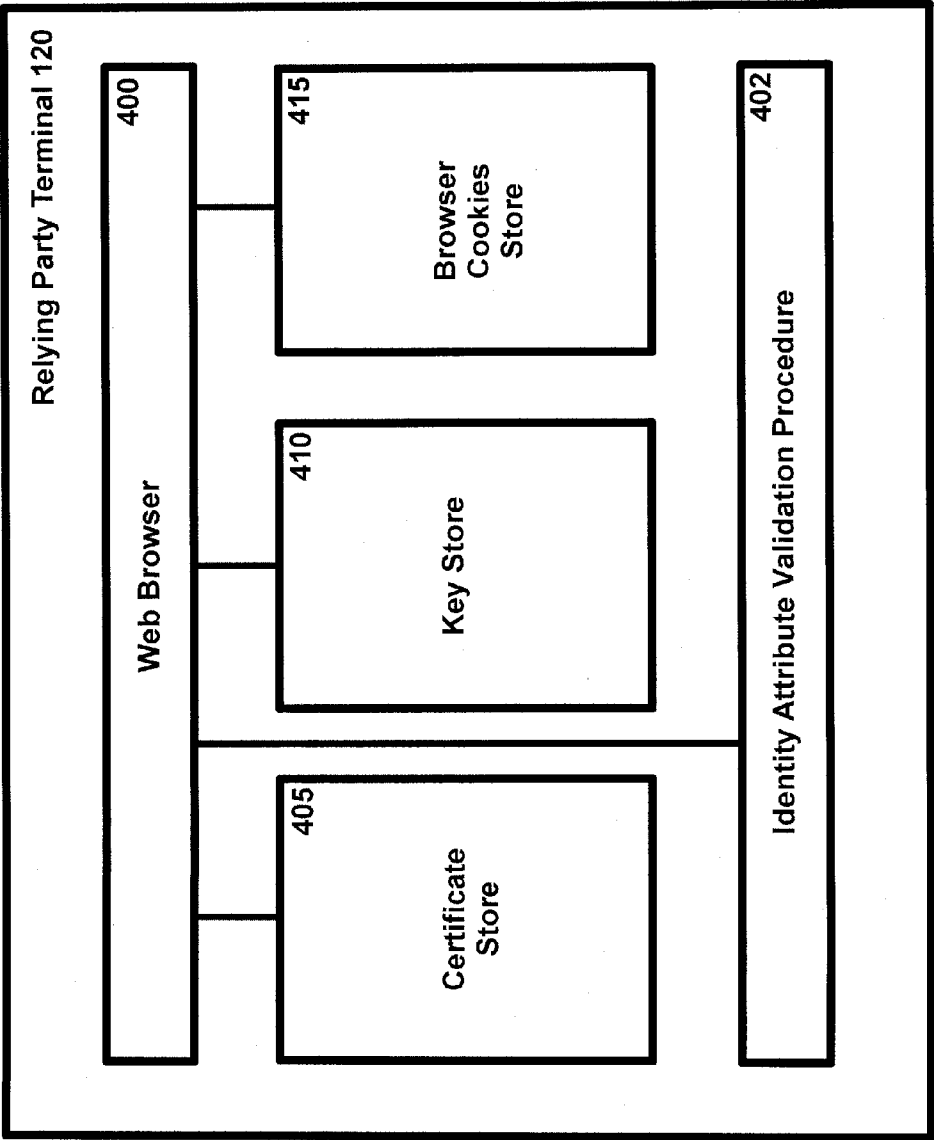 Relying Party Terminal 120
400
Web Browser
405
Certificate
Store
410
Key Store
415
Browser
Cookies
Store
402
Identity Attribute Validation Procedure